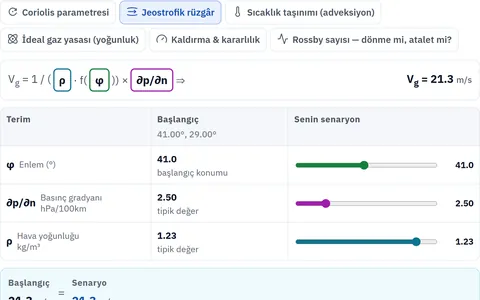 Coriolis parametresi
Jeostrofik rüzgâr
Sıcaklık taşınımı (adveksiyon)
İdeal gaz yasası (yoğunluk)
Kaldırma & kararlılık
Rossby sayısı — dönme mi, atalet mi?
Vg = 1 / ( ρ · f( φ )) × ∂p/∂n ⇒ Vg = 21.3 m/s
Terim Başlangıç Senin senaryon
41.00°, 29.00°
φ Enlem (°) 41.0 41.0
başlangıç konumu
∂p/∂n Basınç gradyanı 2.50 2.50
hPa/100km tipik değer
ρ Hava yoğunluğu 1.23 1.23
kg/m³ tipik değer
Başlangıç = Senaryo